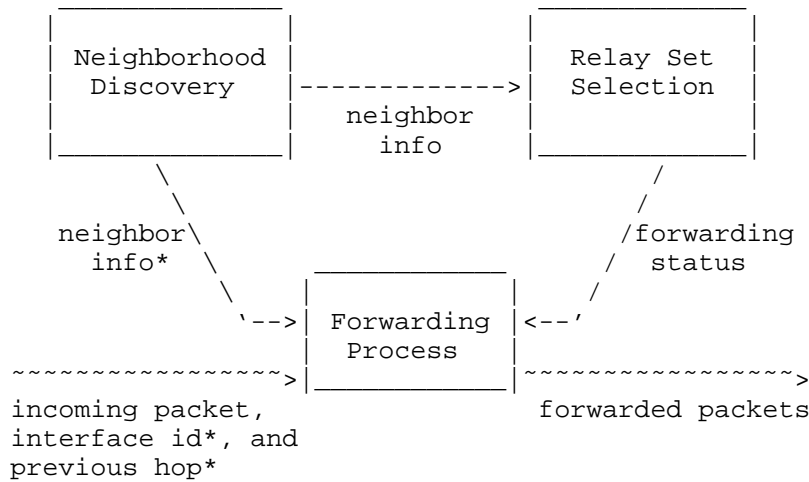 Neighborhood
Discovery
Relay Set
Selection
neighbor
info
neighbor
info*
forwarding
status
Forwarding
Process
incoming packet,
interface id*, and
previous hop*
forwarded packets